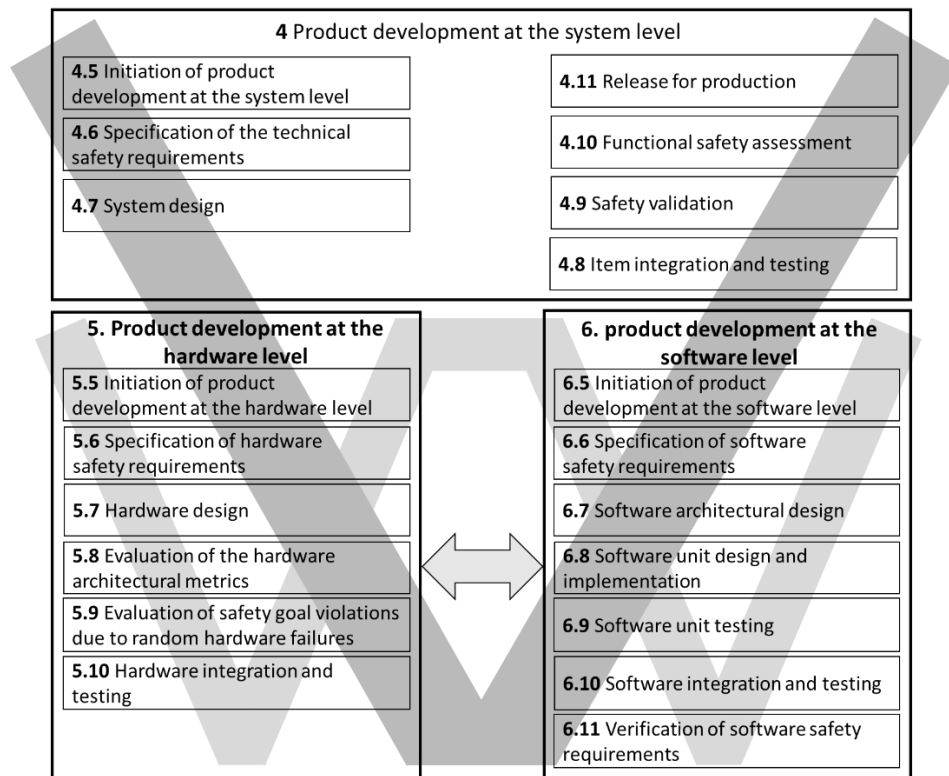 4 Product development at the system level
4.5 Initiation of product
development at the system level
4.6 Specification of the technical
safety requirements
4.7 System design
4.11 Release for production
4.10 Functional safety assessment
4.9 Safety validation
4.8 Item integration and testing
5. Product development at the
hardware level
5.5 Initiation of product
development at the hardware level
5.6 Specification of hardware
safety requirements
5.7 Hardware design
5.8 Evaluation of the hardware
architectural metrics
5.9 Evaluation of safety goal violations
due to random hardware failures
5.10 Hardware integration and
testing
6. product development at the
software level
6.5 Initiation of product
development at the software level
6.6 Specification of software
safety requirements
6.7 Software architectural design
6.8 Software unit design and
implementation
6.9 Software unit testing
6.10 Software integration and testing
6.11 Verification of software safety
requirements